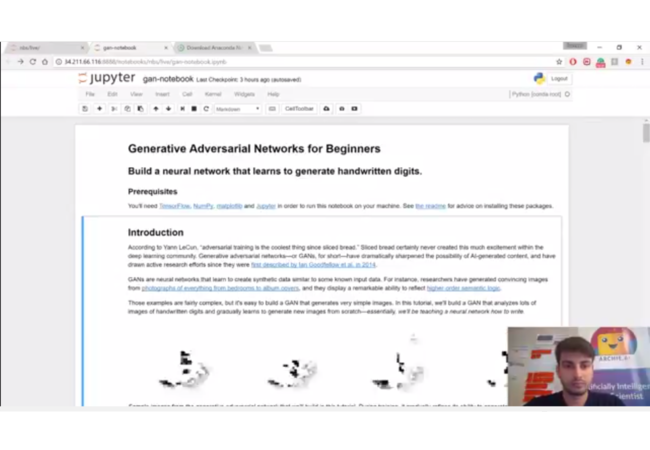 nbs/live/
gan-notebook
Download Anaconda No
34.211.66.116:8888/notebooks/nbs/live/gan-notebook.ipynb
jupyter gan-notebook Last Checkpoint: 3 hours ago (autosaved)
Logout
File Edit View Insert Cell Kernel Widgets Help
Python [conda root]
Markdown
CellToolbar
Generative Adversarial Networks for Beginners
Build a neural network that learns to generate handwritten digits.
Prerequisites
You'll need TensorFlow, NumPy, matplotlib and Jupyter in order to run this notebook on your machine. See the readme for advice on installing these packages.
Introduction
According to Yann LeCun, "adversarial training is the coolest thing since sliced bread." Sliced bread certainly never created this much excitement within the
deep learning community. Generative adversarial networks—or GANs, for short—have dramatically sharpened the possibility of AI-generated content, and have
drawn active research efforts since they were first described by Ian Goodfellow et al. in 2014.
GANs are neural networks that learn to create synthetic data similar to some known input data. For instance, researchers have generated convincing images
from photographs of everything from bedrooms to album covers, and they display a remarkable ability to reflect higher-order semantic logic.
Those examples are fairly complex, but it's easy to build a GAN that generates very simple images. In this tutorial, we'll build a GAN that analyzes lots of
images of handwritten digits and gradually learns to generate new images from scratch—essentially, we'll be teaching a neural network how to write
ARCHIE.
ocially Intellige
Scientist